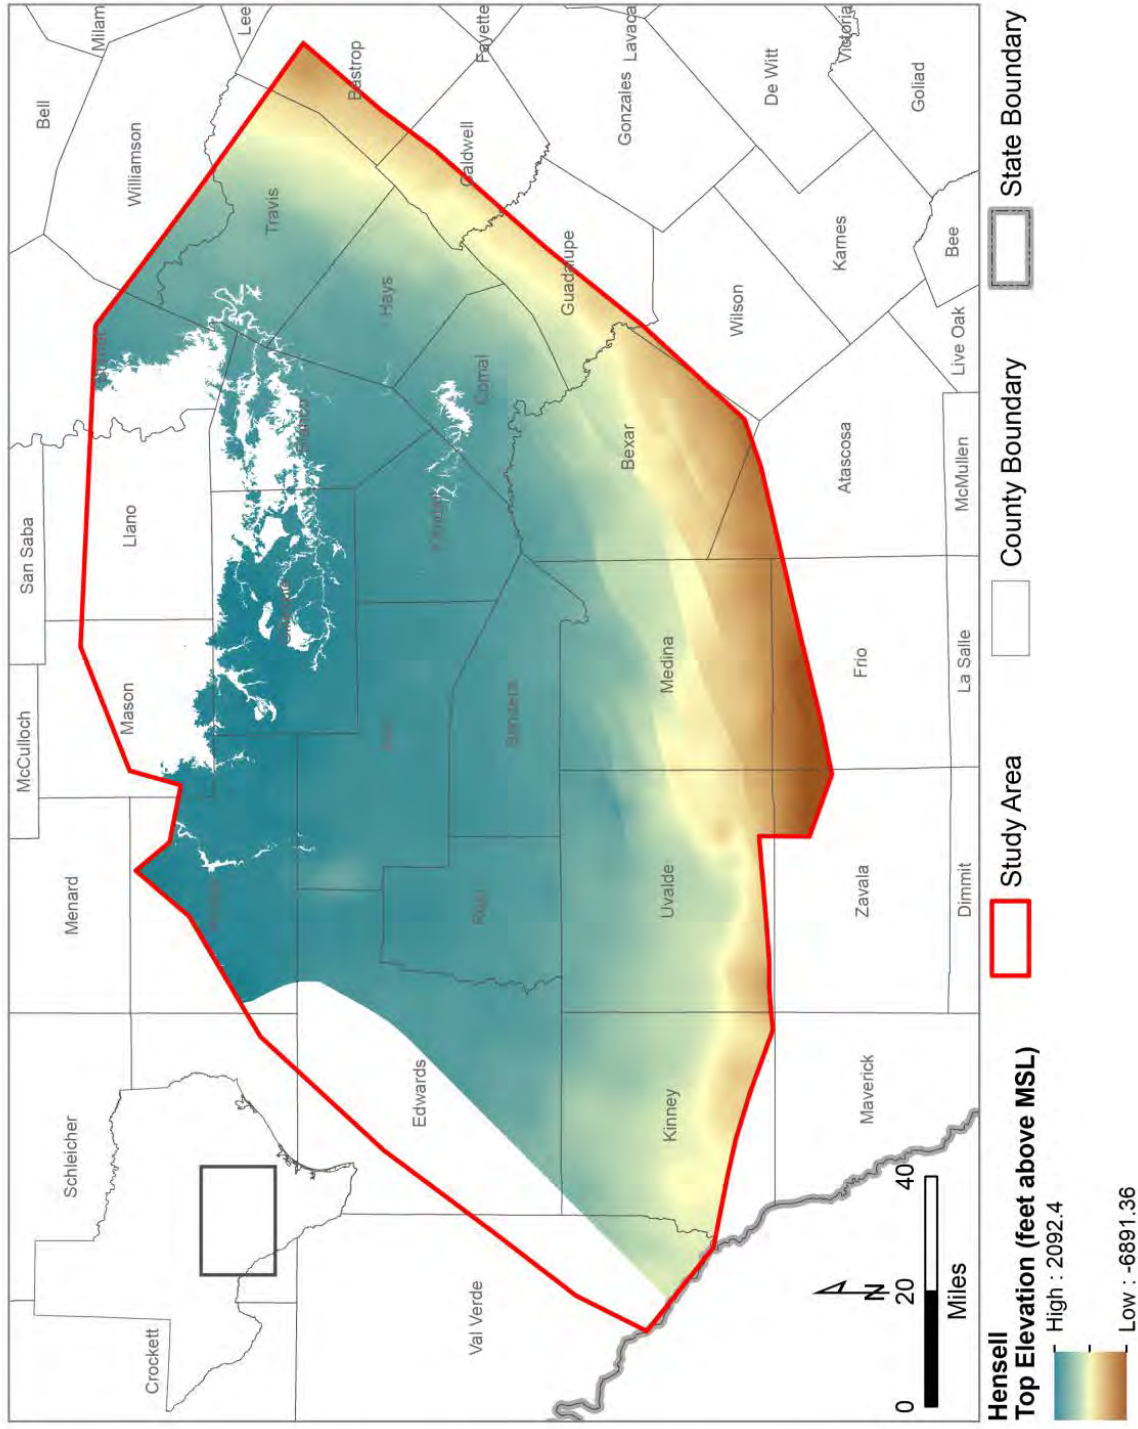 San Saba
McCulloch
Bell
Schleicher
Menard
Milam
Mason
Llano
Williamson
Crockett
Lee
Travis
Bastrop
Hays
Edwards
Kendall
Val Verde
Real
Bandera
Comal
Caldwell
Fayette
Guadalupe
Kinney
Uvalde
Medina
Bexar
Gonzales
Lavaca
Wilson
De Witt
Maverick
Zavala
Frio
Atascosa
Karnes
Victoria
Goliad
Dimmit
La Salle
McMullen
Live Oak
Bee
N
0 20 40
Miles
Hensell
Top Elevation (feet above MSL)
High : 2092.4
Low : -6891.36
Study Area
County Boundary
State Boundary